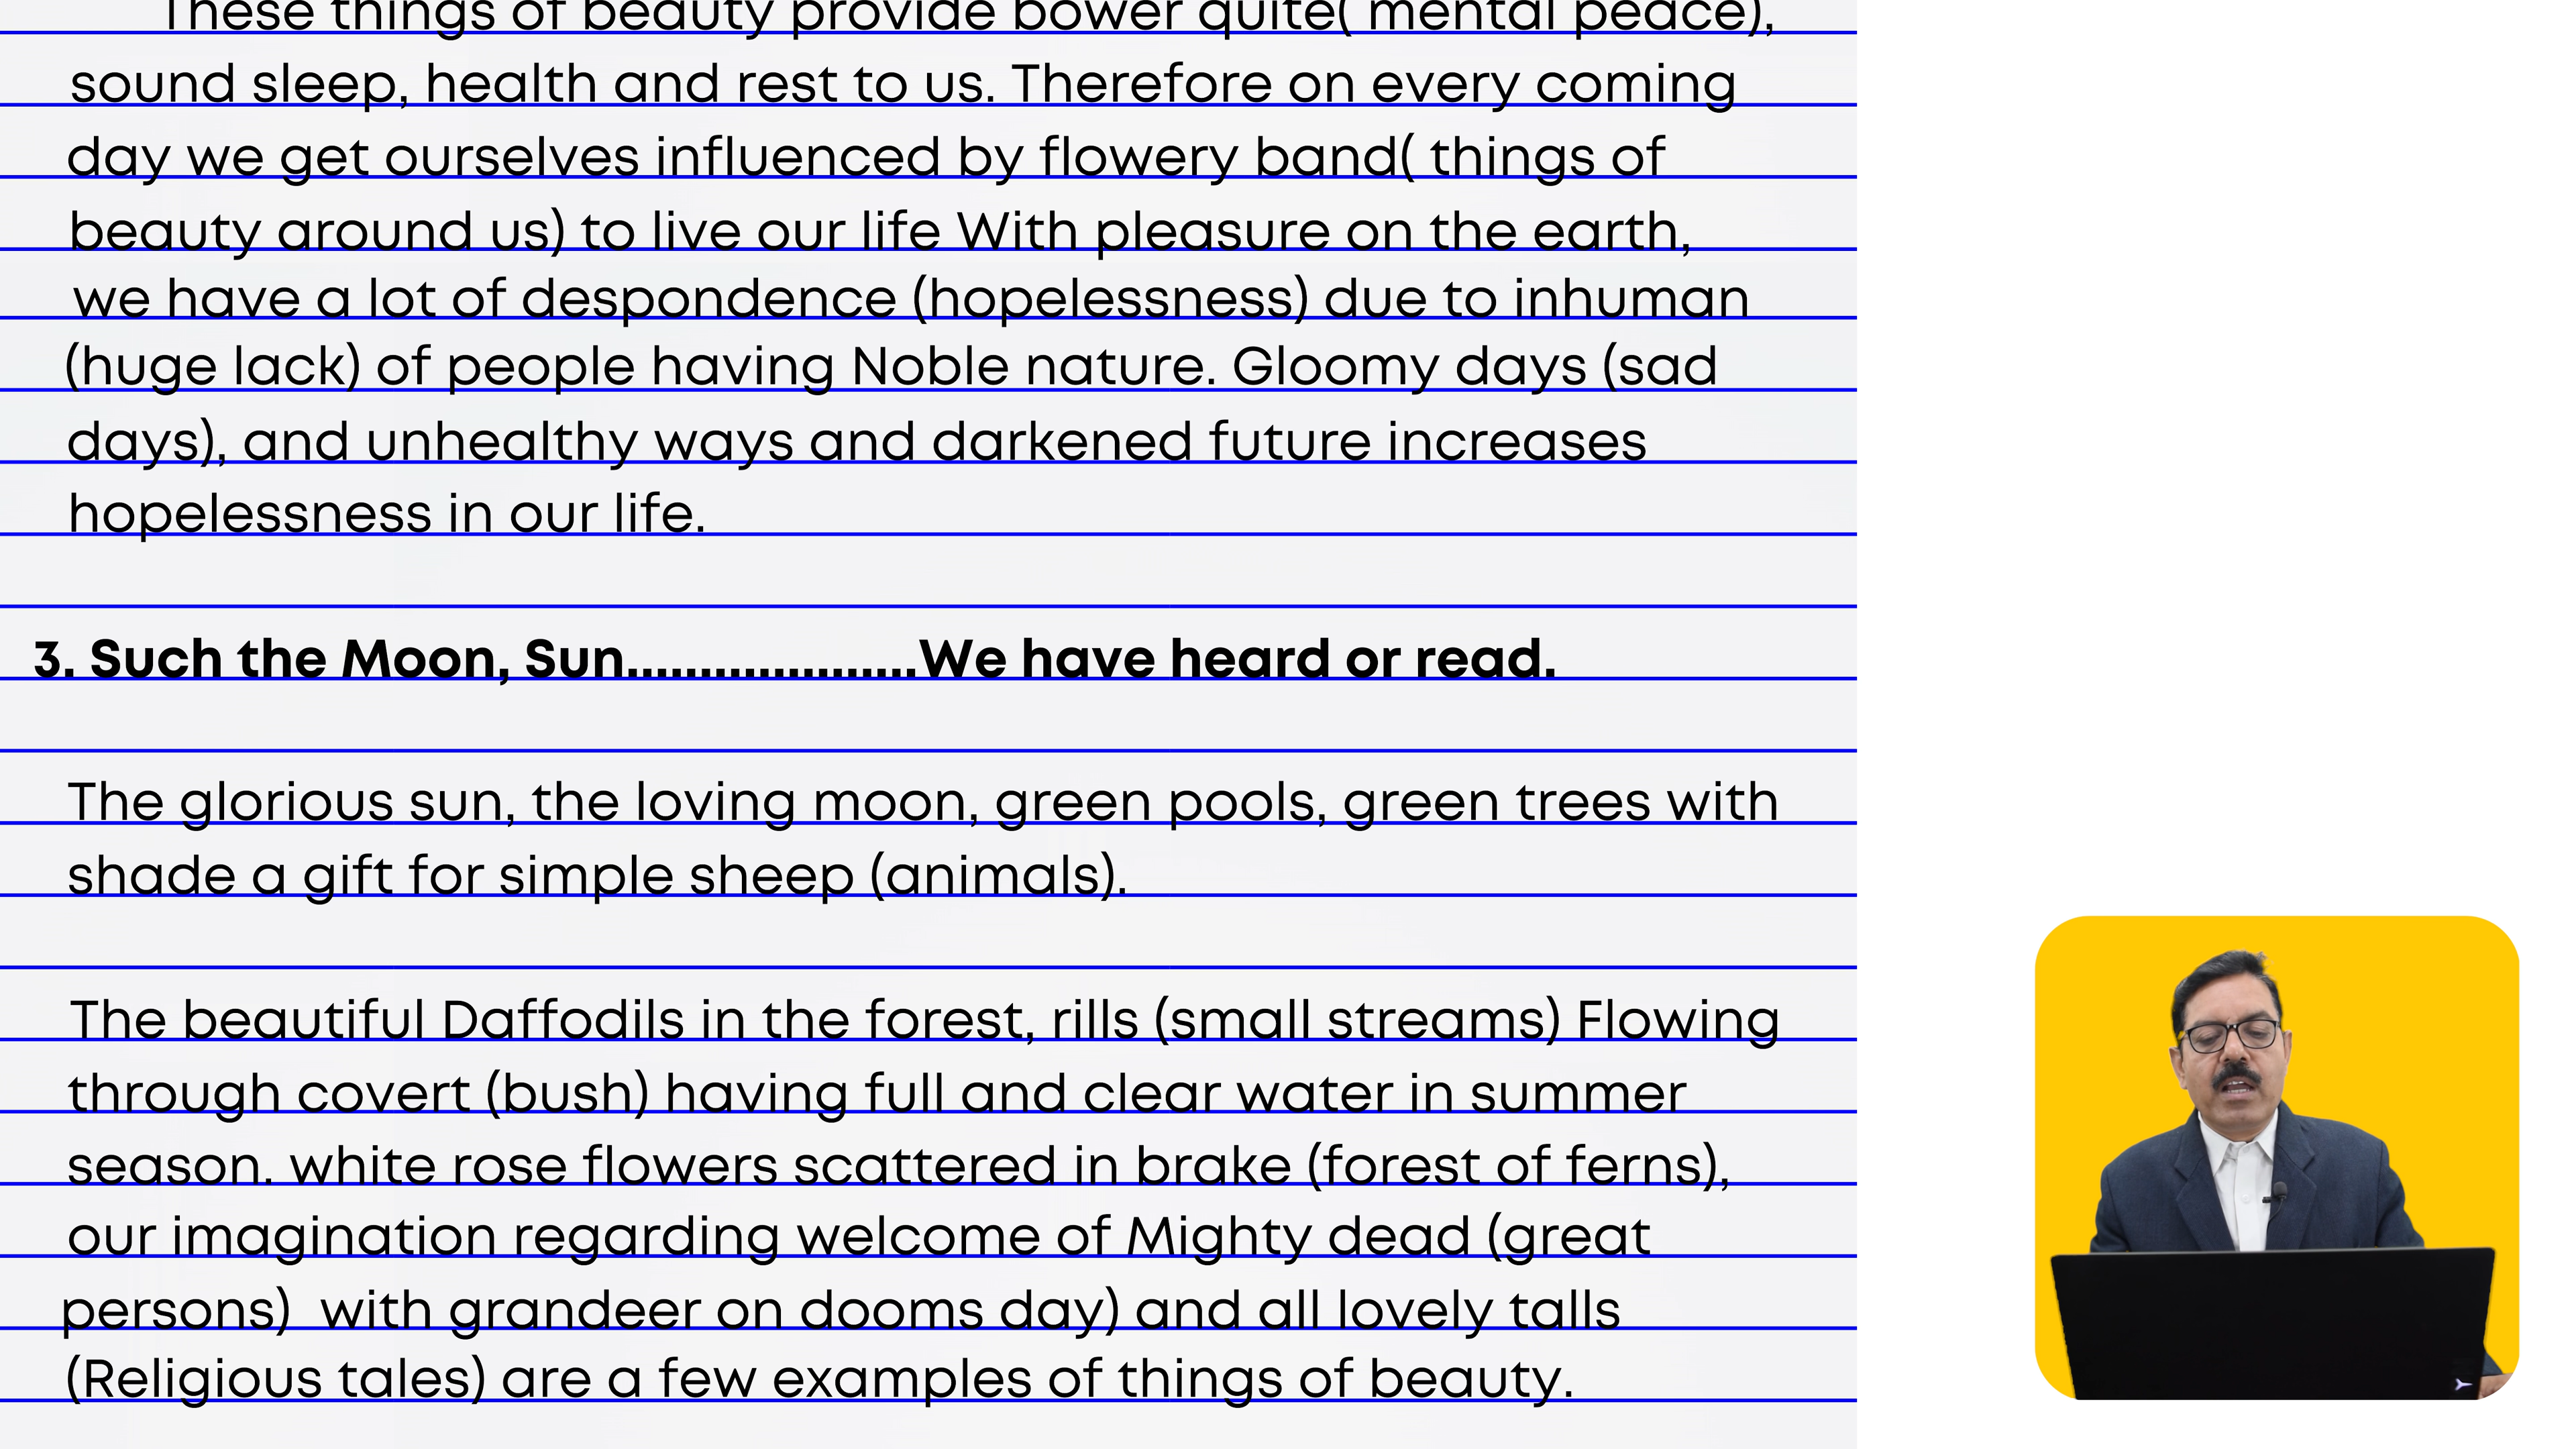 These things of beauty provide bower quite( mental peace),
sound sleep, health and rest to us. Therefore on every coming
day we get ourselves influenced by flowery band( things of
beauty around us) to live our life With pleasure on the earth,
we have a lot of despondence (hopelessness) due to inhuman
(huge lack) of people having Noble nature. Gloomy days (sad
days), and unhealthy ways and darkened future increases
hopelessness in our life.
3. Such the Moon, Sun.....................We have heard or read.
The glorious sun, the loving moon, green pools, green trees with
shade a gift for simple sheep (animals).
The beautiful Daffodils in the forest, rills (small streams) Flowing
through covert (bush) having full and clear water in summer
season. white rose flowers scattered in brake (forest of ferns),
our imagination regarding welcome of Mighty dead (great
persons)  with grandeer on dooms day) and all lovely talls
(Religious tales) are a few examples of things of beauty.